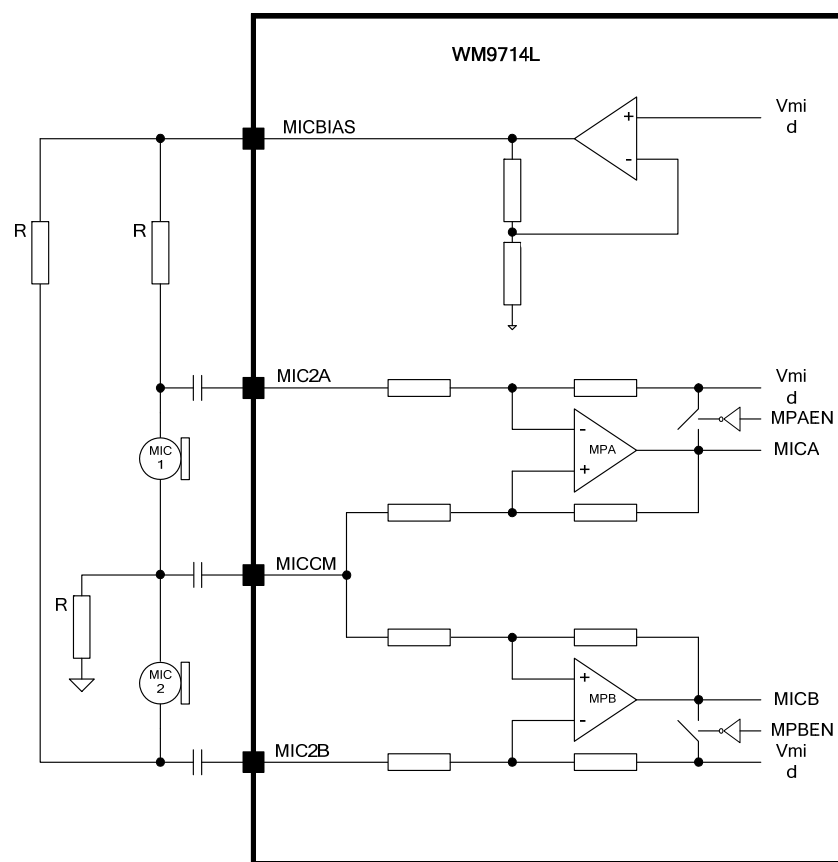 WM9714L
Vmi
d
MICBIAS
+
-
R
R
MIC2A
Vmi
d
MPAEN
-
MPA
+
MICA
MIC
1
MICCM
R
MIC
2
+
MPB
-
MICB
MPBEN
MIC2B
Vmi
d